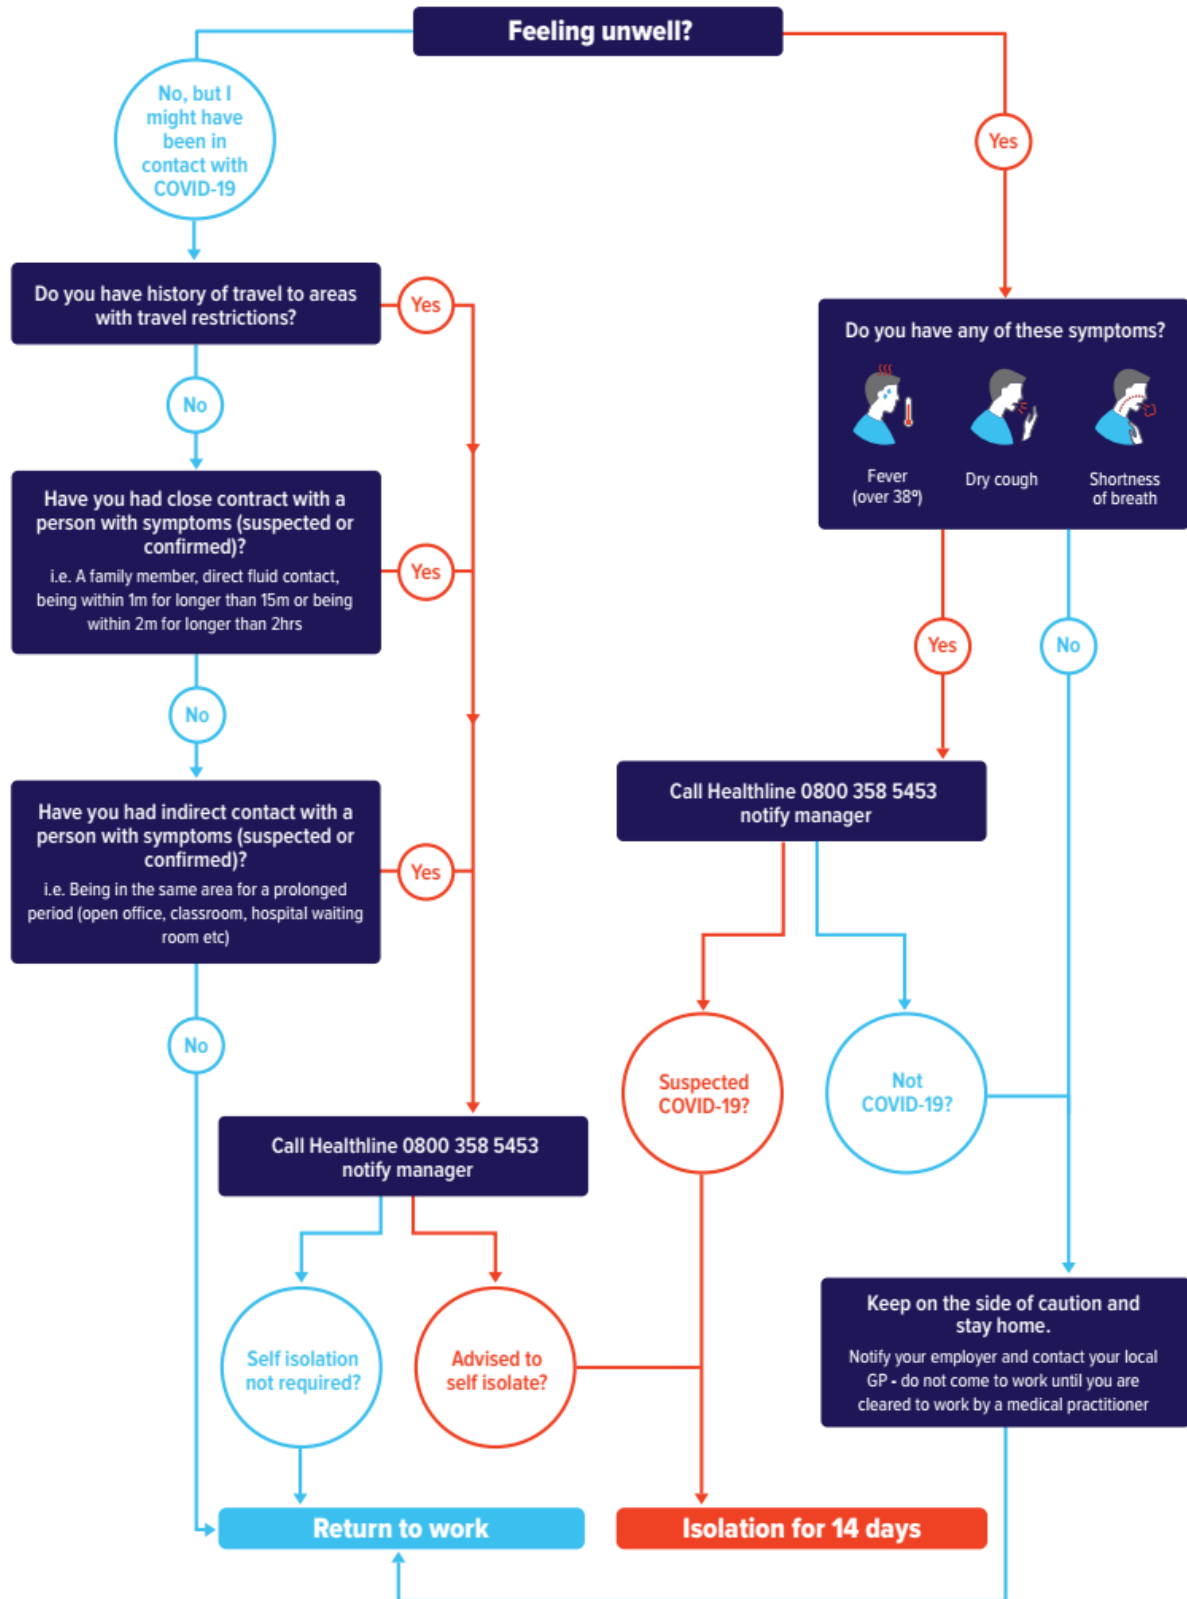 Feeling unwell?
No, but I
might have
been in
contact with
COVID-19
Yes
Do you have history of travel to areas
with travel restrictions?
Yes
No
Do you have any of these symptoms?
Fever
(over 38º)
Dry cough
Shortness
of breath
Have you had close contract with a
person with symptoms (suspected or
confirmed)?
i.e. A family member, direct fluid contact,
being within 1m for longer than 15m or being
within 2m for longer than 2hrs
Yes
No
Yes
No
Have you had indirect contact with a
person with symptoms (suspected or
confirmed)?
i.e. Being in the same area for a prolonged
period (open office, classroom, hospital waiting
room etc)
Yes
No
Call Healthline 0800 358 5453
notify manager
Suspected
COVID-19?
Not
COVID-19?
Call Healthline 0800 358 5453
notify manager
Self isolation
not required?
Advised to
self isolate?
Keep on the side of caution and
stay home.
Notify your employer and contact your local
GP - do not come to work until you are
cleared to work by a medical practitioner
Return to work
Isolation for 14 days